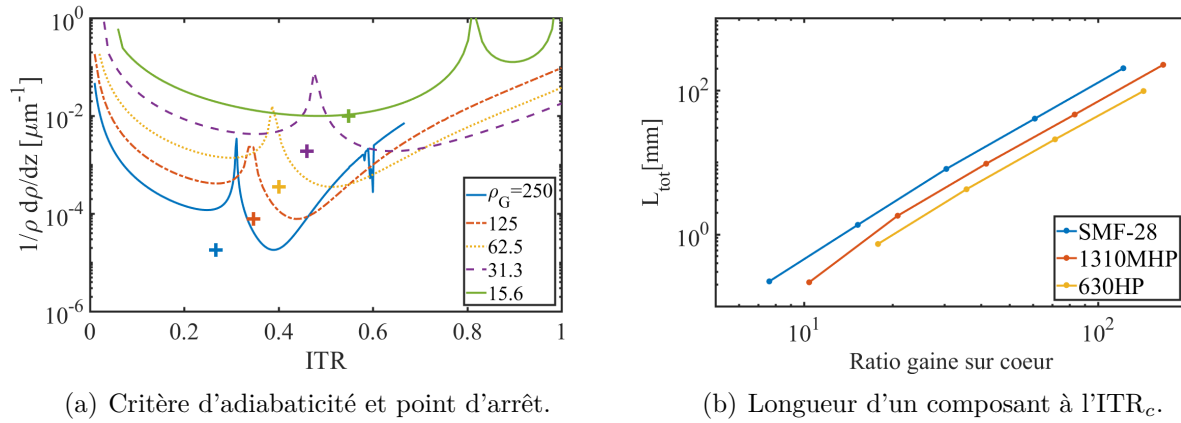 10^0
10^-2
10^-4
10^-6
1/ρ dρ/dz [μm^-1]
0
0.2
0.4
0.6
0.8
1
ITR
ρ_G=250
125
62.5
31.3
15.6
(a) Critère d'adiabaticité et point d'arrêt.
10^2
10^0
L_tot[mm]
10^1
10^2
Ratio gaine sur coeur
SMF-28
1310MHP
630HP
(b) Longueur d'un composant à l'ITR_c.